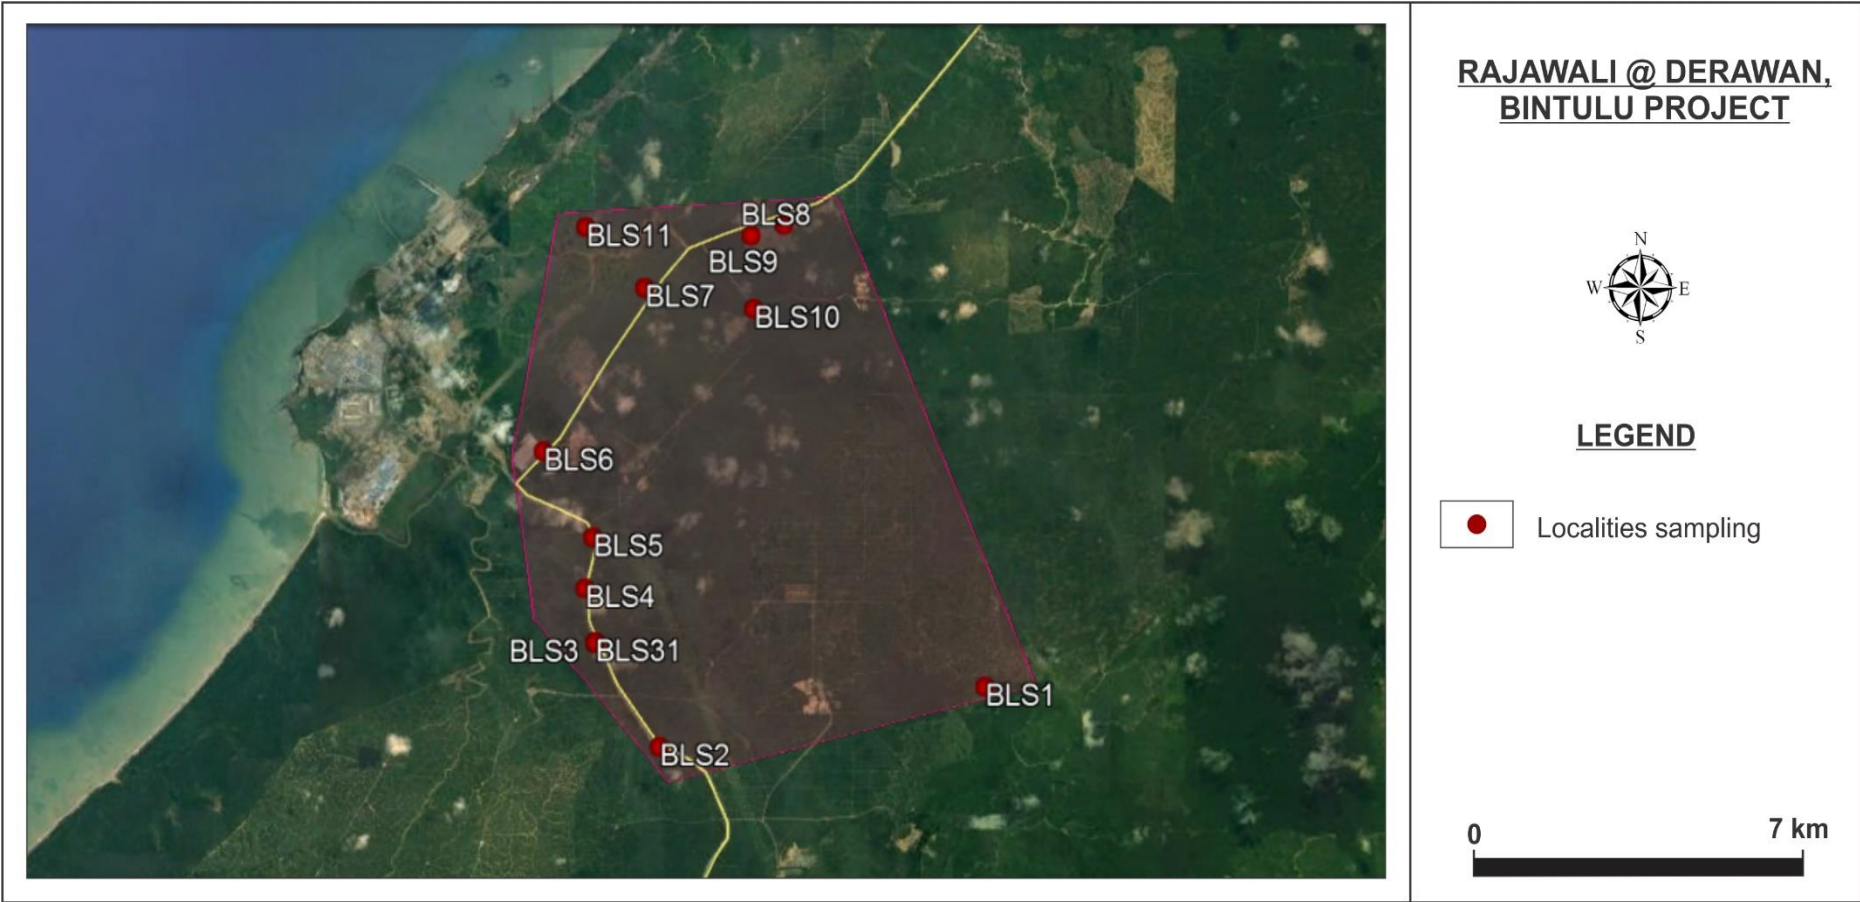 RAJAWALI @ DERAWAN,
BINTULU PROJECT
N
W E
S
LEGEND
Localities sampling
0 7 km
BLS8
BLS11
BLS9
BLS7
BLS10
BLS6
BLS5
BLS4
BLS3 BLS31
BLS1
BLS2